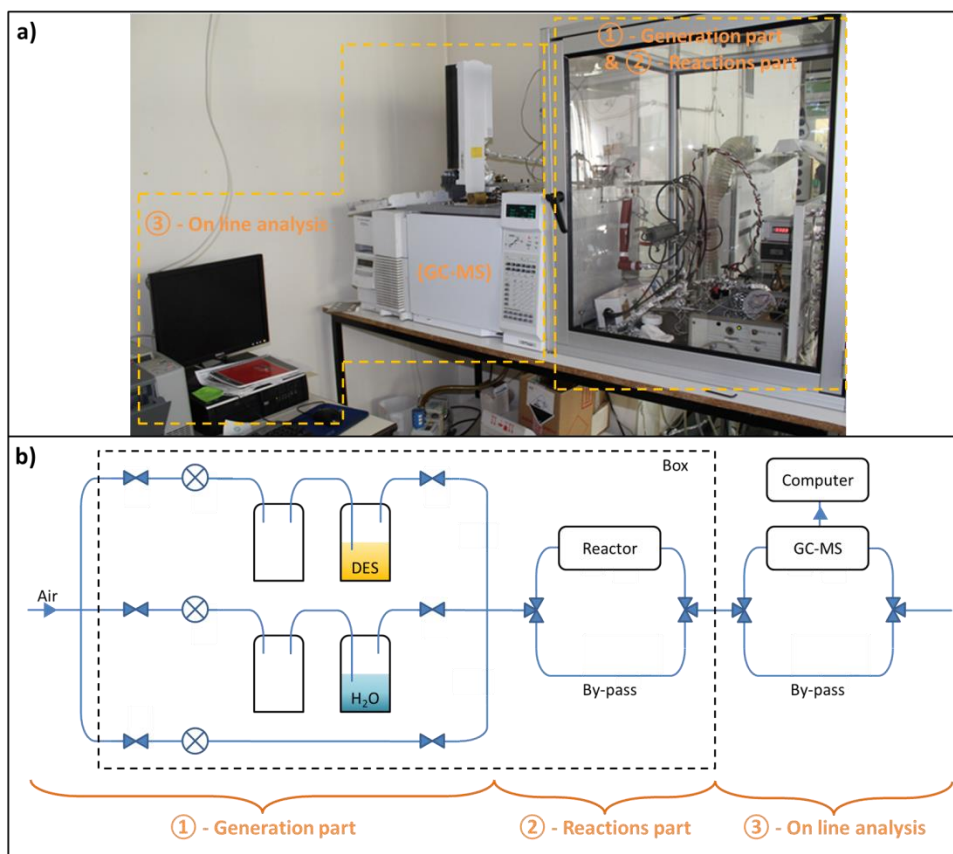 a)
① - Generation part
& ② - Reactions part
③ - On line analysis
(GC-MS)
b)
Box
Computer
Reactor
GC-MS
DES
Air
H₂O
By-pass
By-pass
① - Generation part
② - Reactions part
③ - On line analysis